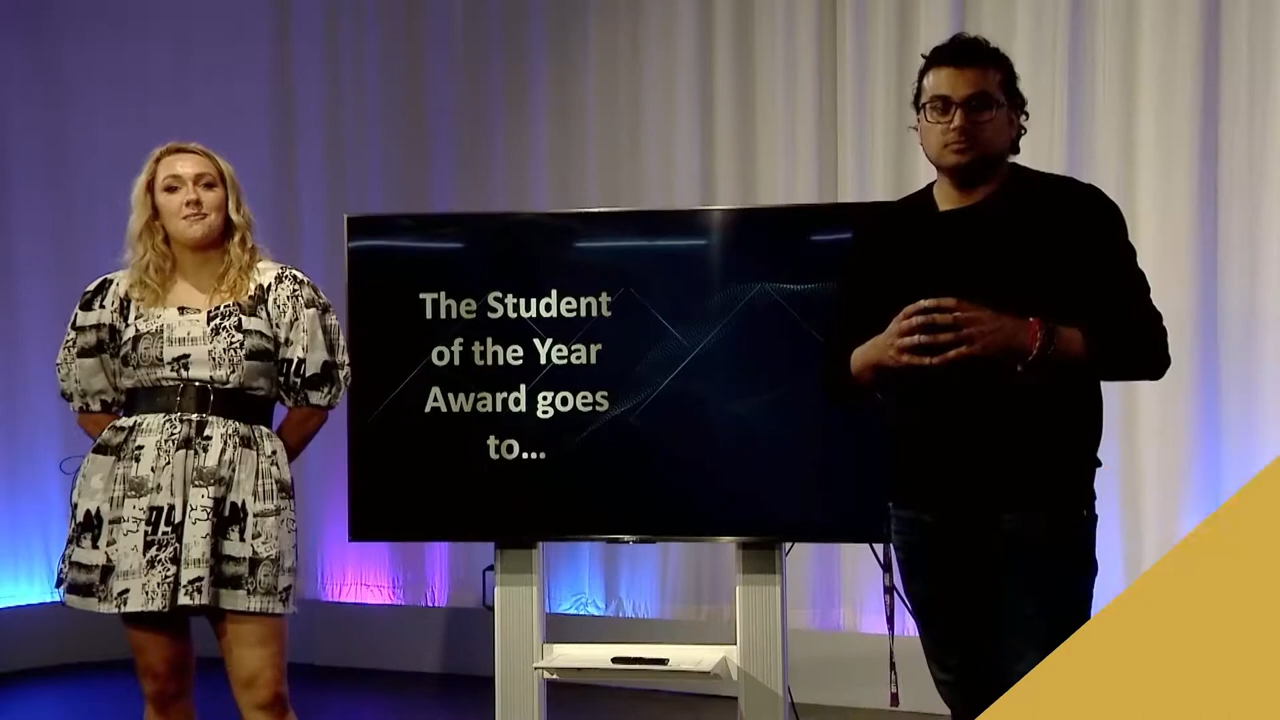 The Student
of the Year
Award goes
to...